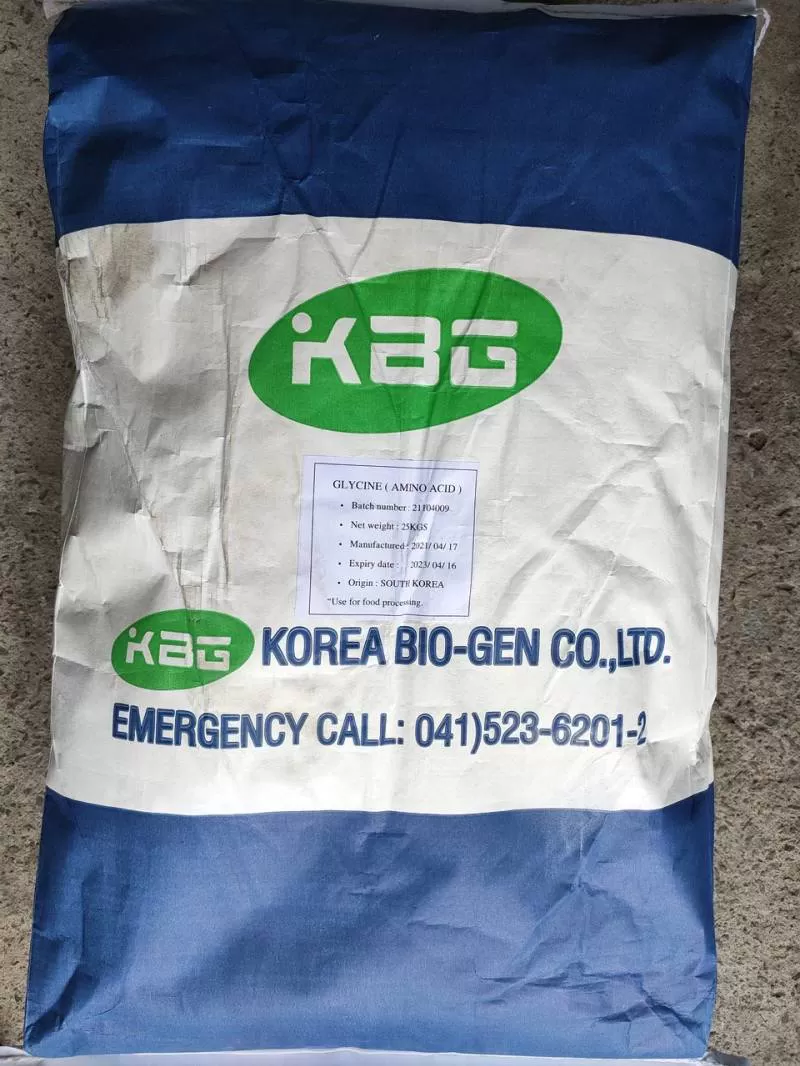 KBG
GLYCINE ( AMINO ACID )
• Batch number : 21104009
• Net weight : 25KGS
• Manufactured : 2021/ 04/ 17
• Expiry date : 2023/ 04/ 16
• Origin : SOUTH KOREA
"Use for food processing.
KBG KOREA BIO-GEN CO.,LTD.
EMERGENCY CALL: 041)523-6201-2